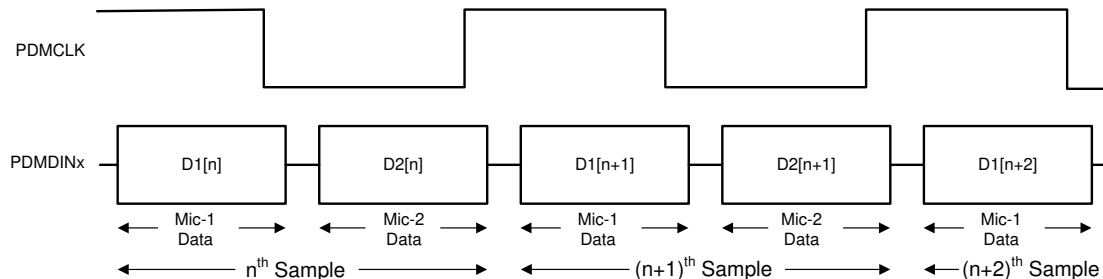 PDMCLK
PDMDINx
D1[n]
D2[n]
D1[n+1]
D2[n+1]
D1[n+2]
Mic-1
Data
Mic-2
Data
Mic-1
Data
Mic-2
Data
Mic-1
Data
nth Sample
(n+1)th Sample
(n+2)th Sample